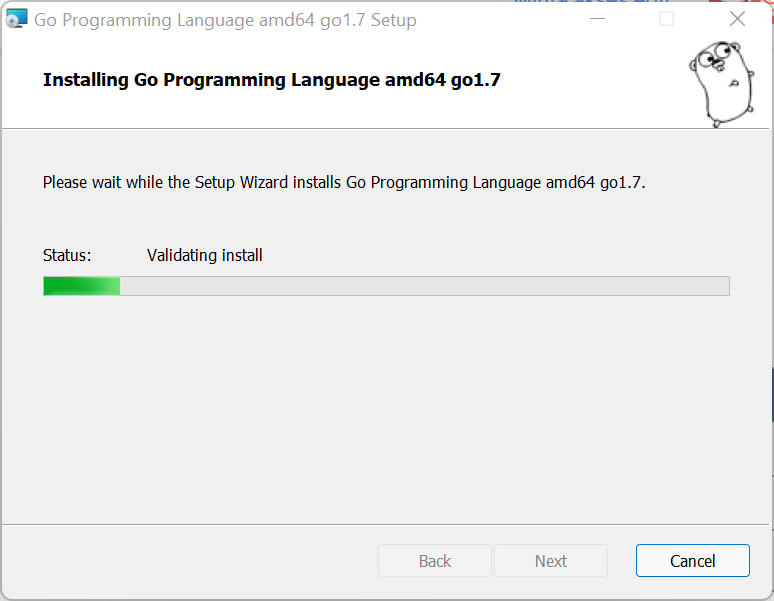 Go Programming Language amd64 go1.7 Setup
Installing Go Programming Language amd64 go1.7
Please wait while the Setup Wizard installs Go Programming Language amd64 go1.7.
Status: Validating install
Back Next Cancel